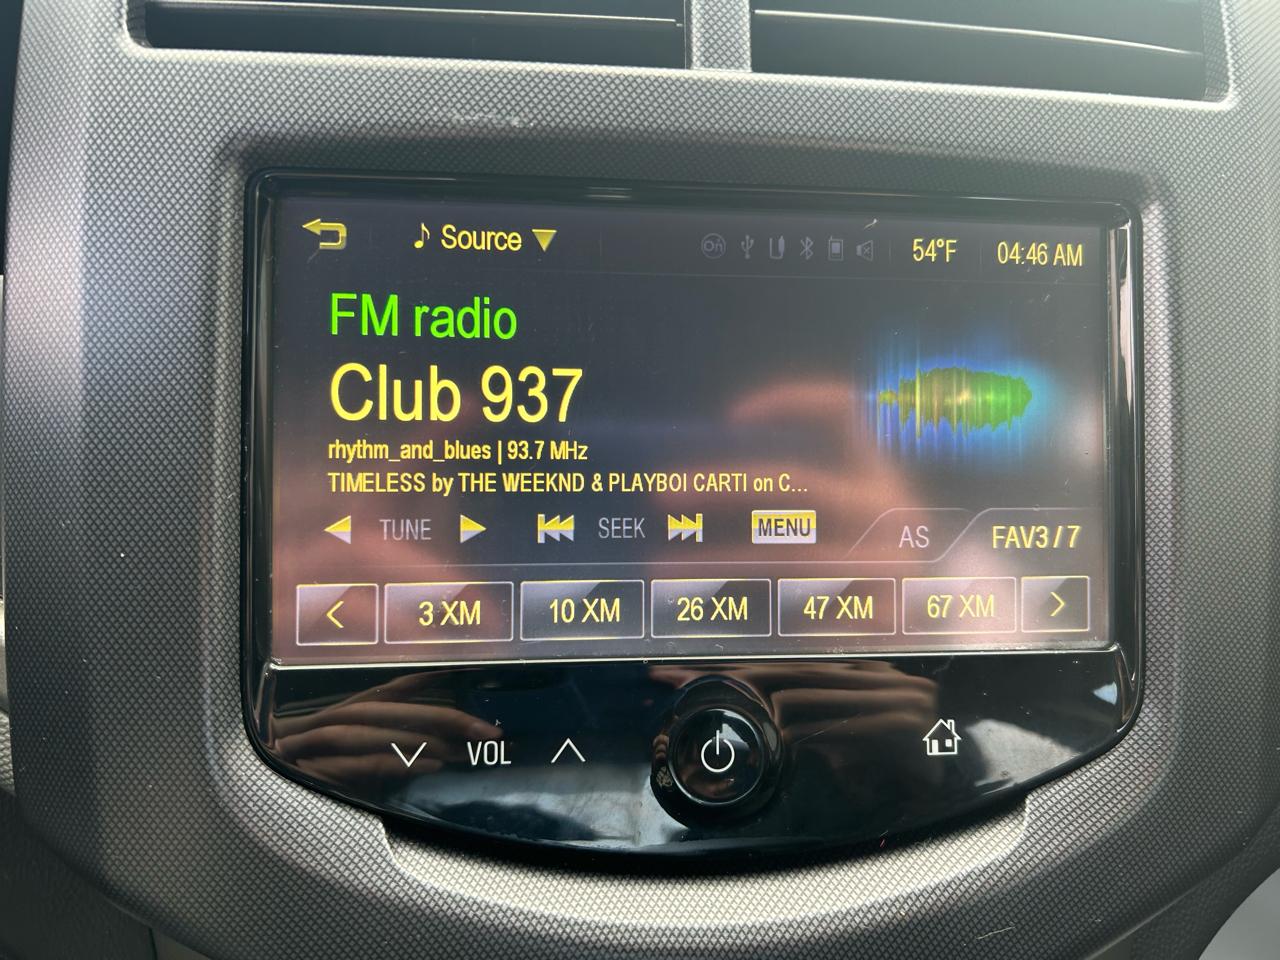 Source
54°F
04:46 AM
FM radio
Club 937
rhythm_and_blues | 93.7 MHz
TIMELESS by THE WEEKND & PLAYBOI CARTI on C...
TUNE
SEEK
MENU
AS
FAV3 / 7
< 3 XM 10 XM 26 XM 47 XM 67 XM >
VOL